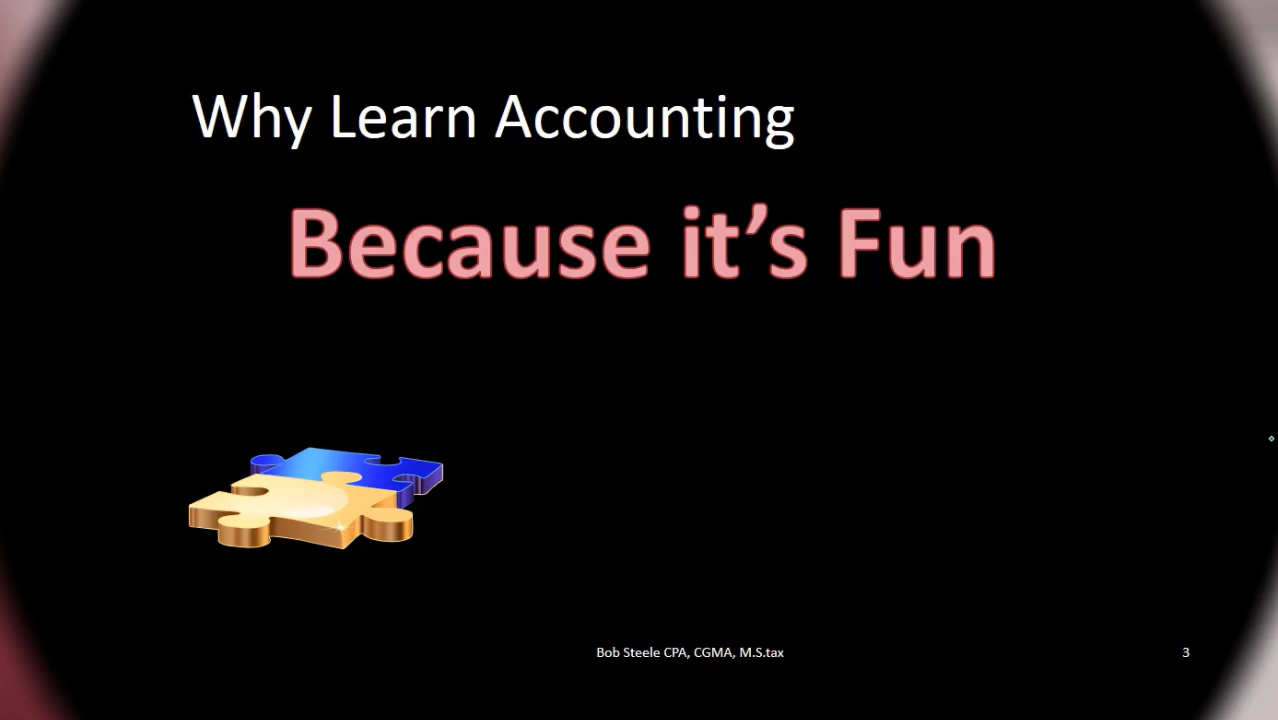 Why Learn Accounting
Because it’s Fun
Bob Steele CPA, CGMA, M.S.tax
3